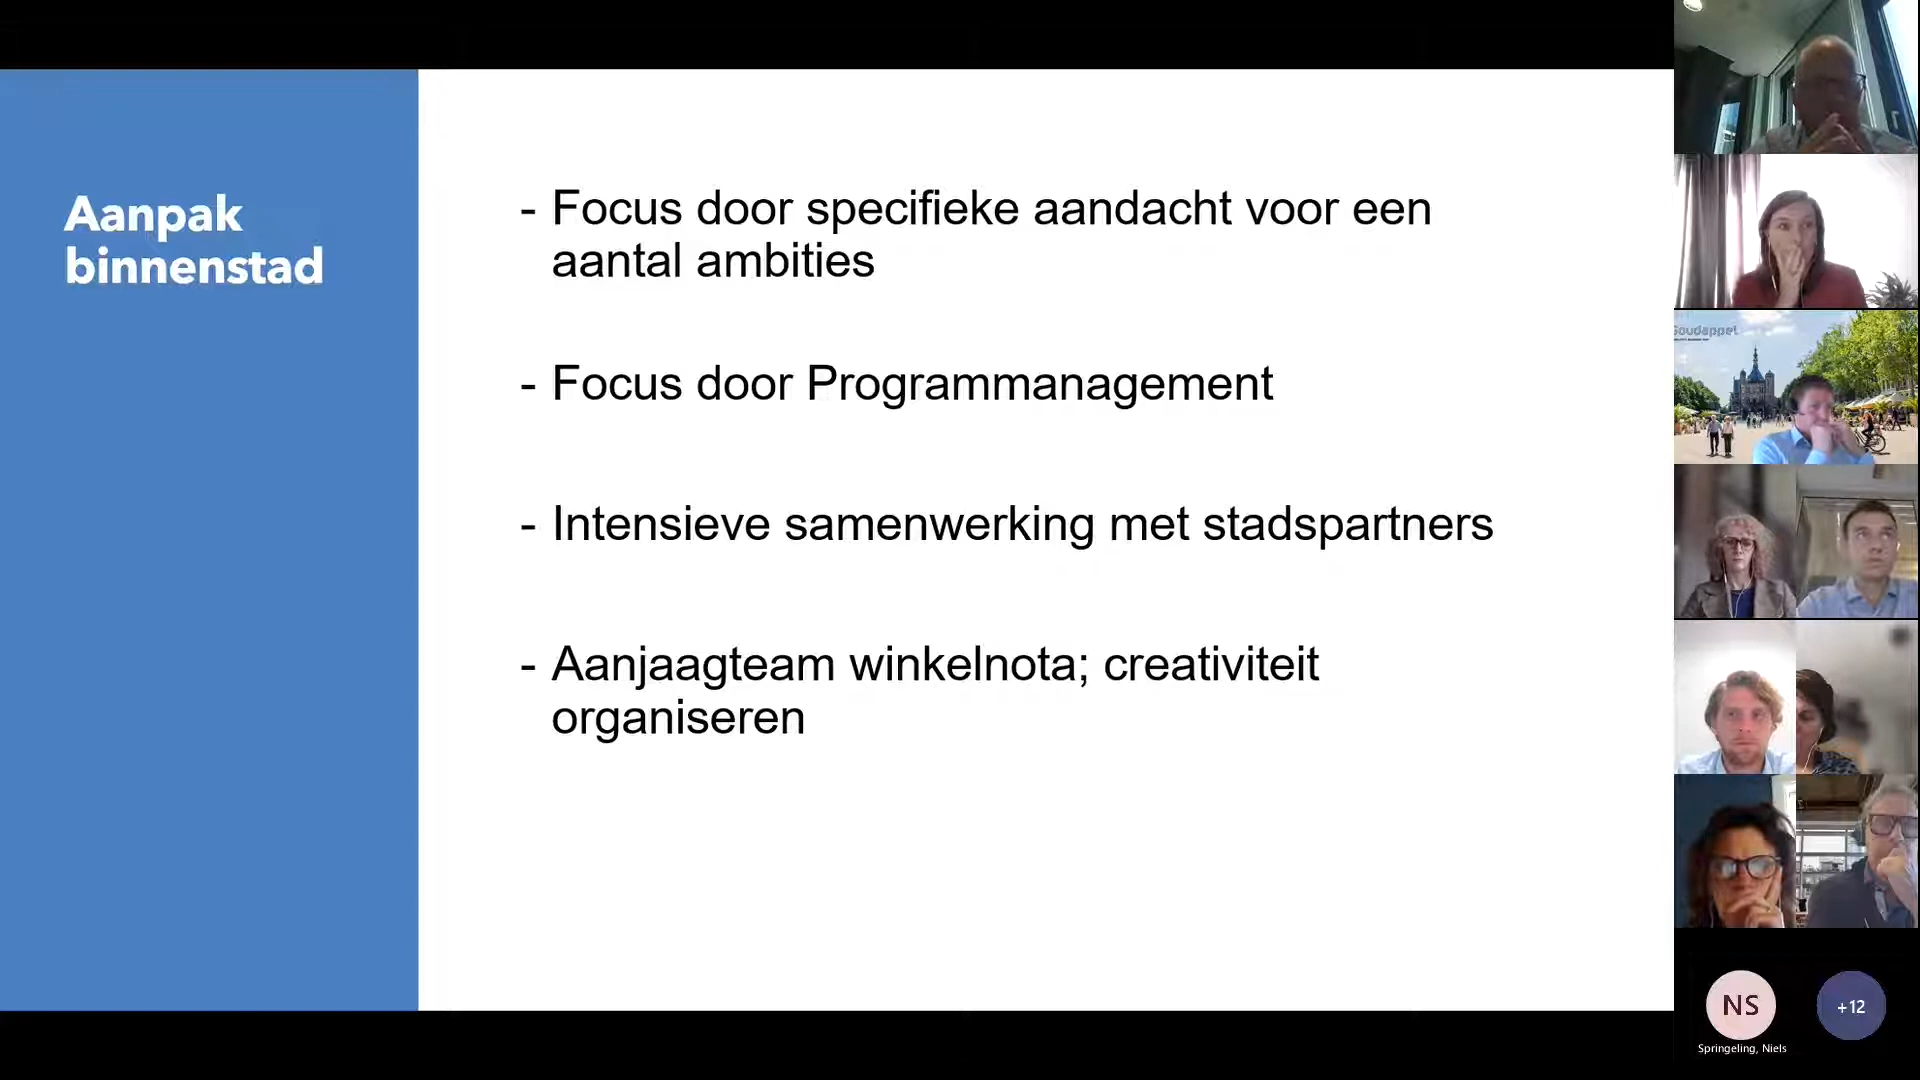 Aanpak
binnenstad
- Focus door specifieke aandacht voor een
aantal ambities
- Focus door Programmanagement
- Intensieve samenwerking met stadspartners
- Aanjaagteam winkelnota; creativiteit
organiseren
Goudappel
NS
+12
Springeling, Niels